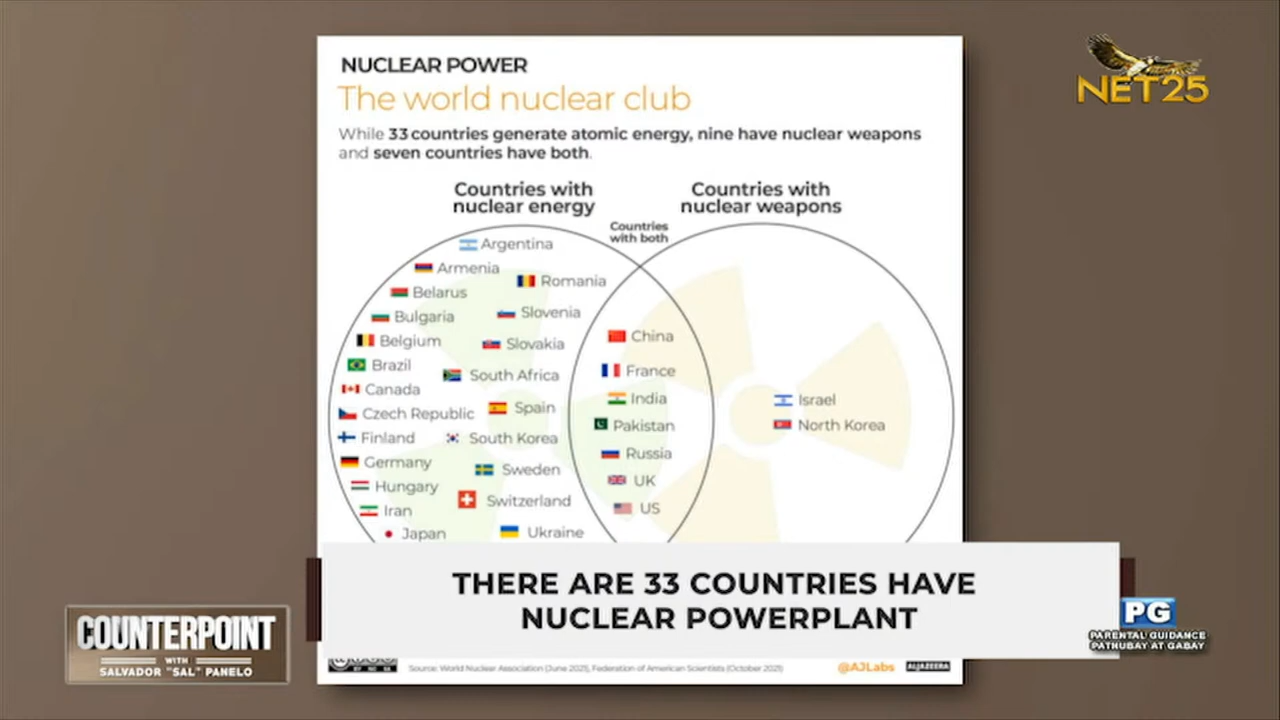 NUCLEAR POWER
The world nuclear club
While 33 countries generate atomic energy, nine have nuclear weapons
and seven countries have both.
Countries with
nuclear energy
Countries with
nuclear weapons
Countries
with both
Argentina
Armenia
Belarus
Bulgaria
Belgium
Brazil
Canada
Czech Republic
Finland
Germany
Hungary
Iran
Japan
Romania
Slovenia
Slovakia
South Africa
Spain
South Korea
Sweden
Switzerland
Ukraine
China
France
India
Pakistan
Russia
UK
US
Israel
North Korea
THERE ARE 33 COUNTRIES HAVE
NUCLEAR POWERPLANT
Source: World Nuclear Association (June 2025), Federation of American Scientists (October 2025)
@AJLabs
ALJAZEERA
NET25
COUNTERPOINT
WITH
SALVADOR "SAL" PANELO
PG
PARENTAL GUIDANCE
PATNUBAY AT GABAY